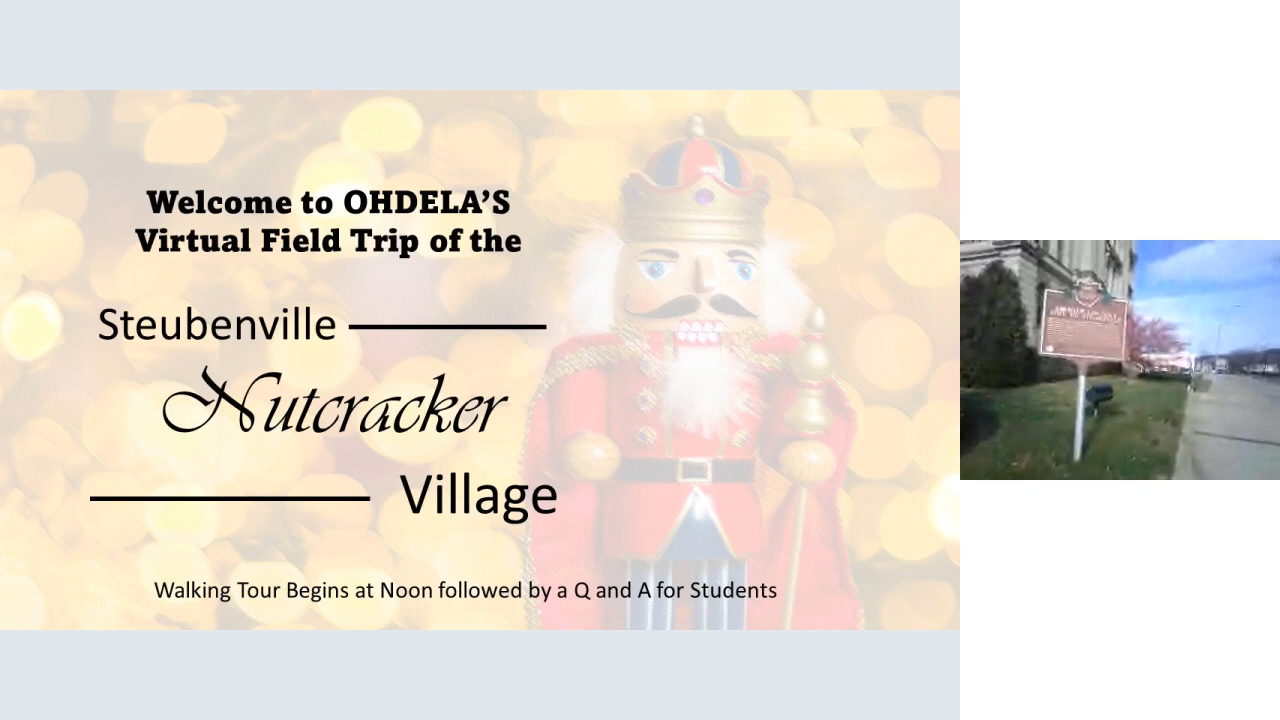 Welcome to OHDELA’S
Virtual Field Trip of the
Steubenville
Nutcracker
Village
Walking Tour Begins at Noon followed by a Q and A for Students